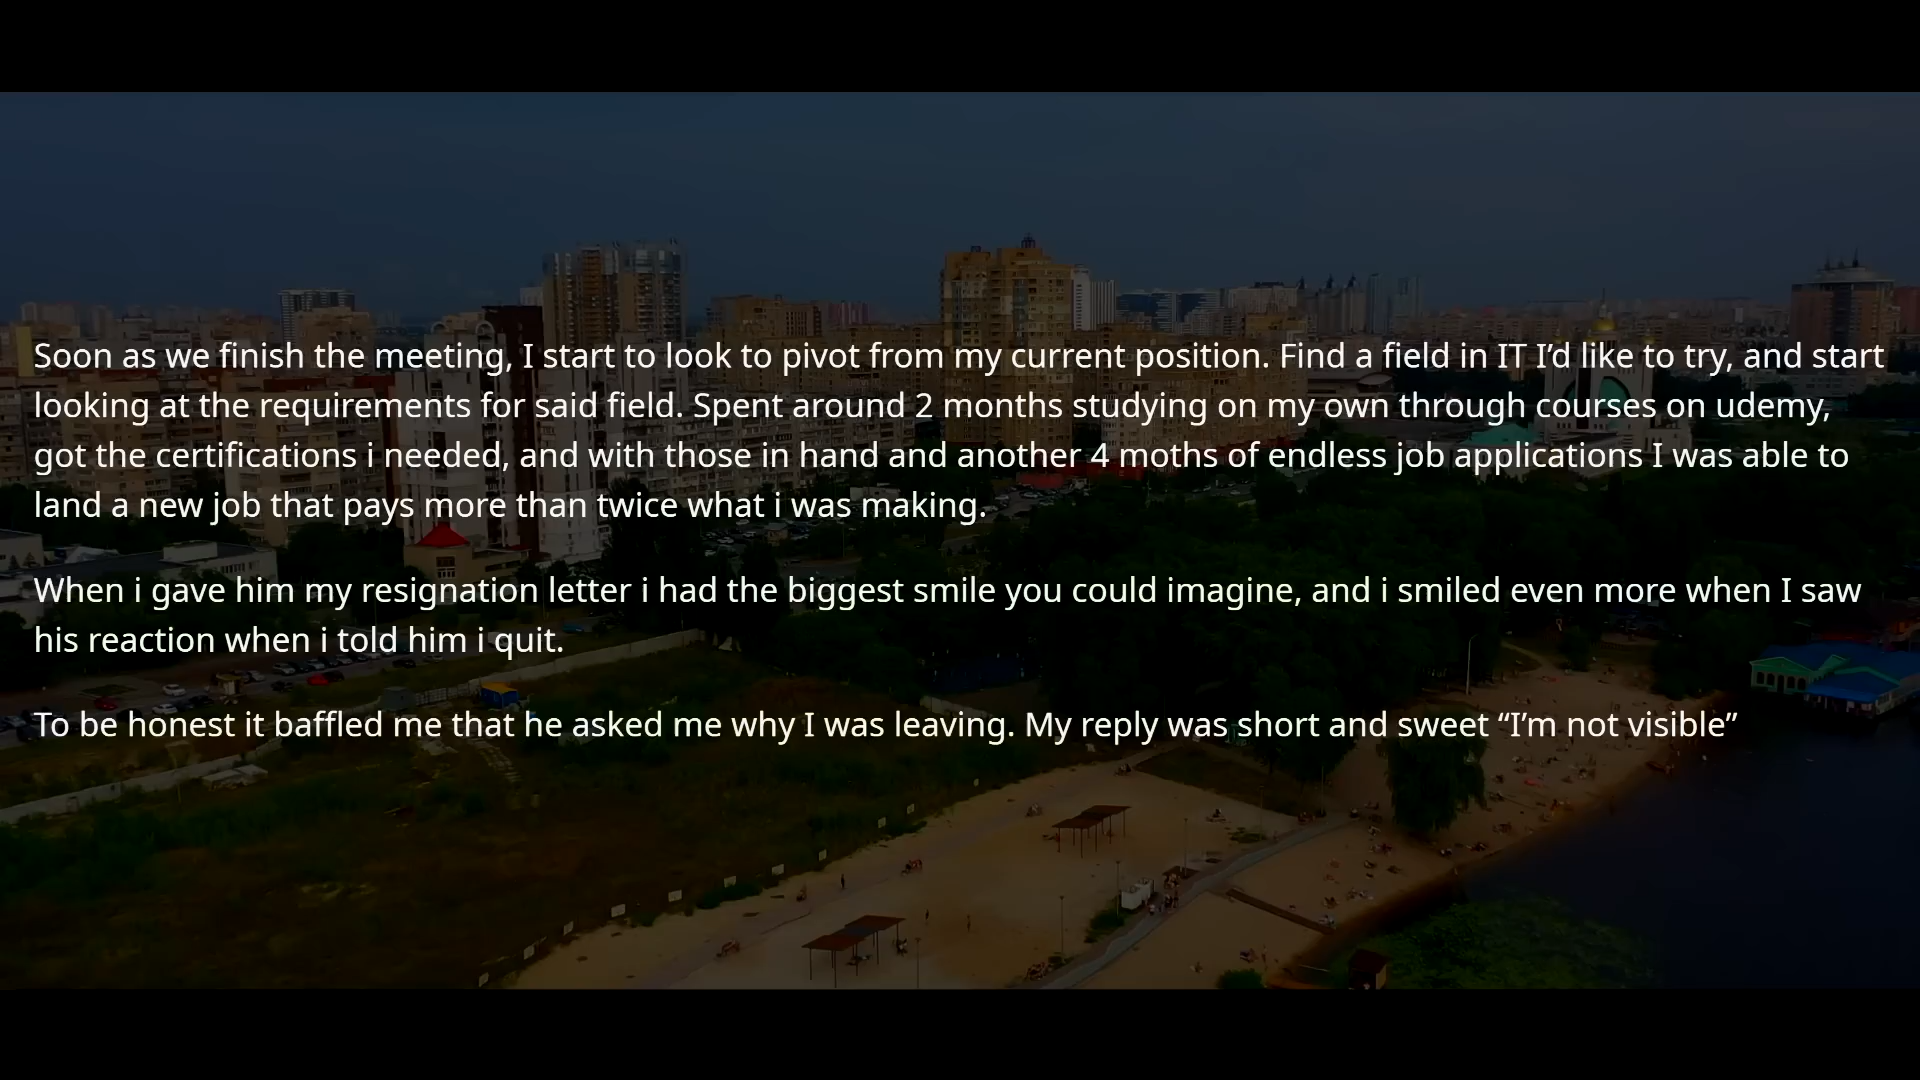 Soon as we finish the meeting, I start to look to pivot from my current position. Find a field in IT I’d like to try, and start
looking at the requirements for said field. Spent around 2 months studying on my own through courses on udemy,
got the certifications i needed, and with those in hand and another 4 moths of endless job applications I was able to
land a new job that pays more than twice what i was making.
When i gave him my resignation letter i had the biggest smile you could imagine, and i smiled even more when I saw
his reaction when i told him i quit.
To be honest it baffled me that he asked me why I was leaving. My reply was short and sweet “I’m not visible”